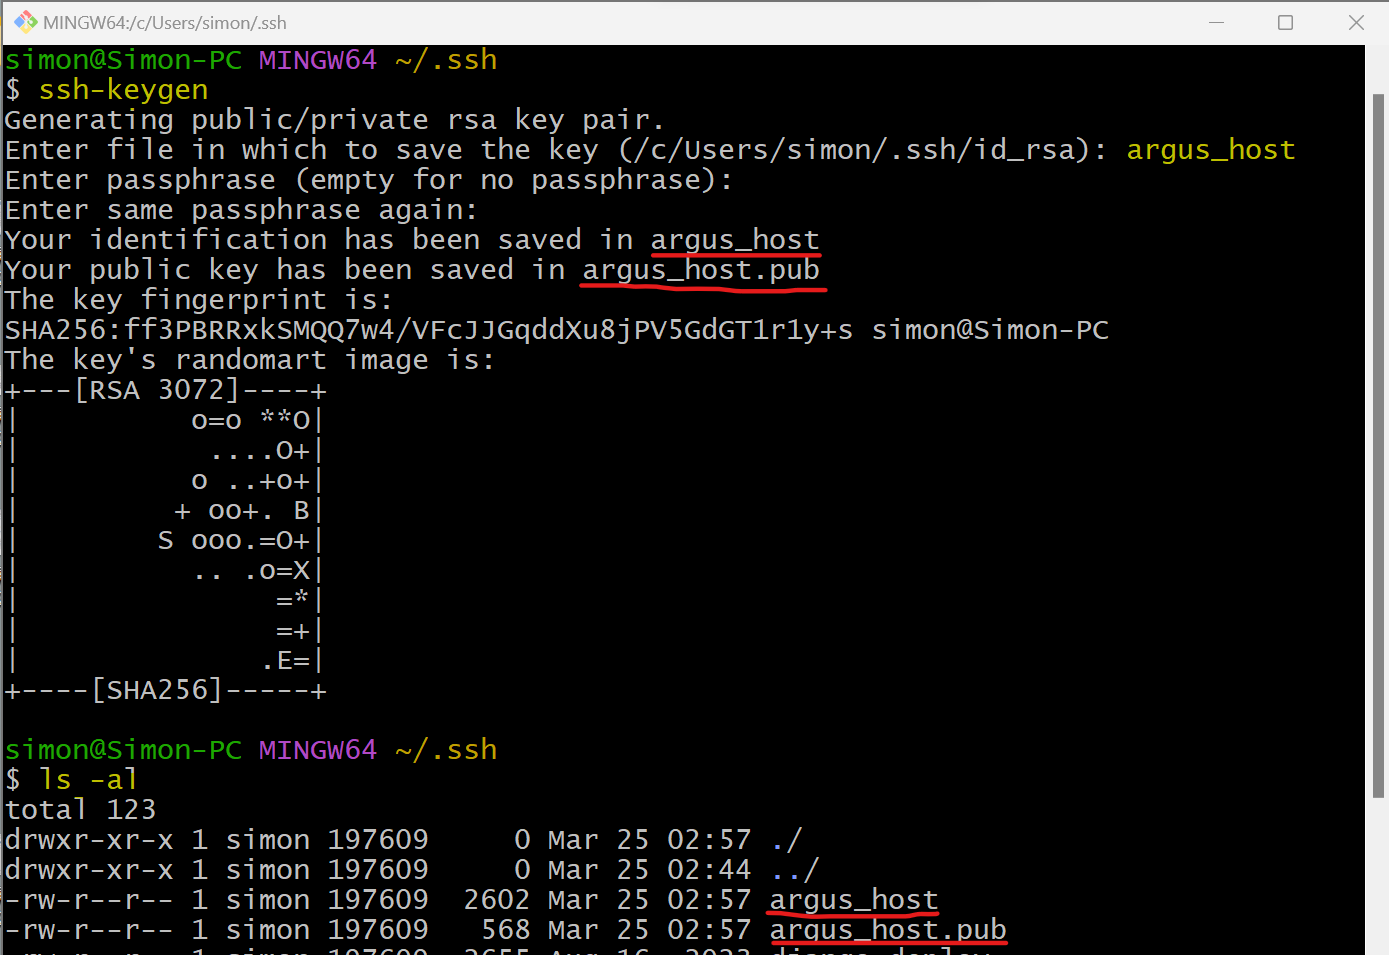 MINGW64:/c/Users/simon/.ssh
simon@Simon-PC MINGW64 ~/.ssh
$ ssh-keygen
Generating public/private rsa key pair.
Enter file in which to save the key (/c/Users/simon/.ssh/id_rsa): argus_host
Enter passphrase (empty for no passphrase):
Enter same passphrase again:
Your identification has been saved in argus_host
Your public key has been saved in argus_host.pub
The key fingerprint is:
SHA256:ff3PBRRxkSMQQ7w4/VFcJJGqddXu8jPV5GdGT1r1y+s simon@Simon-PC
The key's randomart image is:
+---[RSA 3072]----+
|          o=o **O|
|           ....O+|
|          o ..+o+|
|         + oo+. B|
|        S ooo.=O+|
|          .. .o=X|
|               =*|
|               =+|
|              .E=|
+----[SHA256]-----+
simon@Simon-PC MINGW64 ~/.ssh
$ ls -al
total 123
drwxr-xr-x 1 simon 197609     0 Mar 25 02:57 ./
drwxr-xr-x 1 simon 197609     0 Mar 25 02:44 ../
-rw-r--r-- 1 simon 197609  2602 Mar 25 02:57 argus_host
-rw-r--r-- 1 simon 197609   568 Mar 25 02:57 argus_host.pub